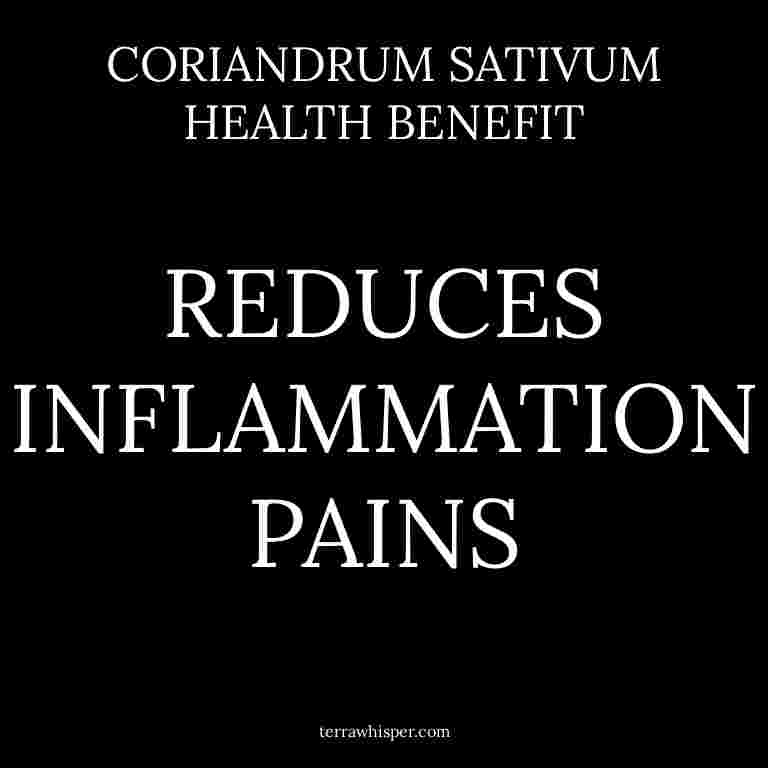 CORIANDRUM SATIVUM
HEALTH BENEFIT
REDUCES
INFLAMMATION
PAINS
terrawhisper.com